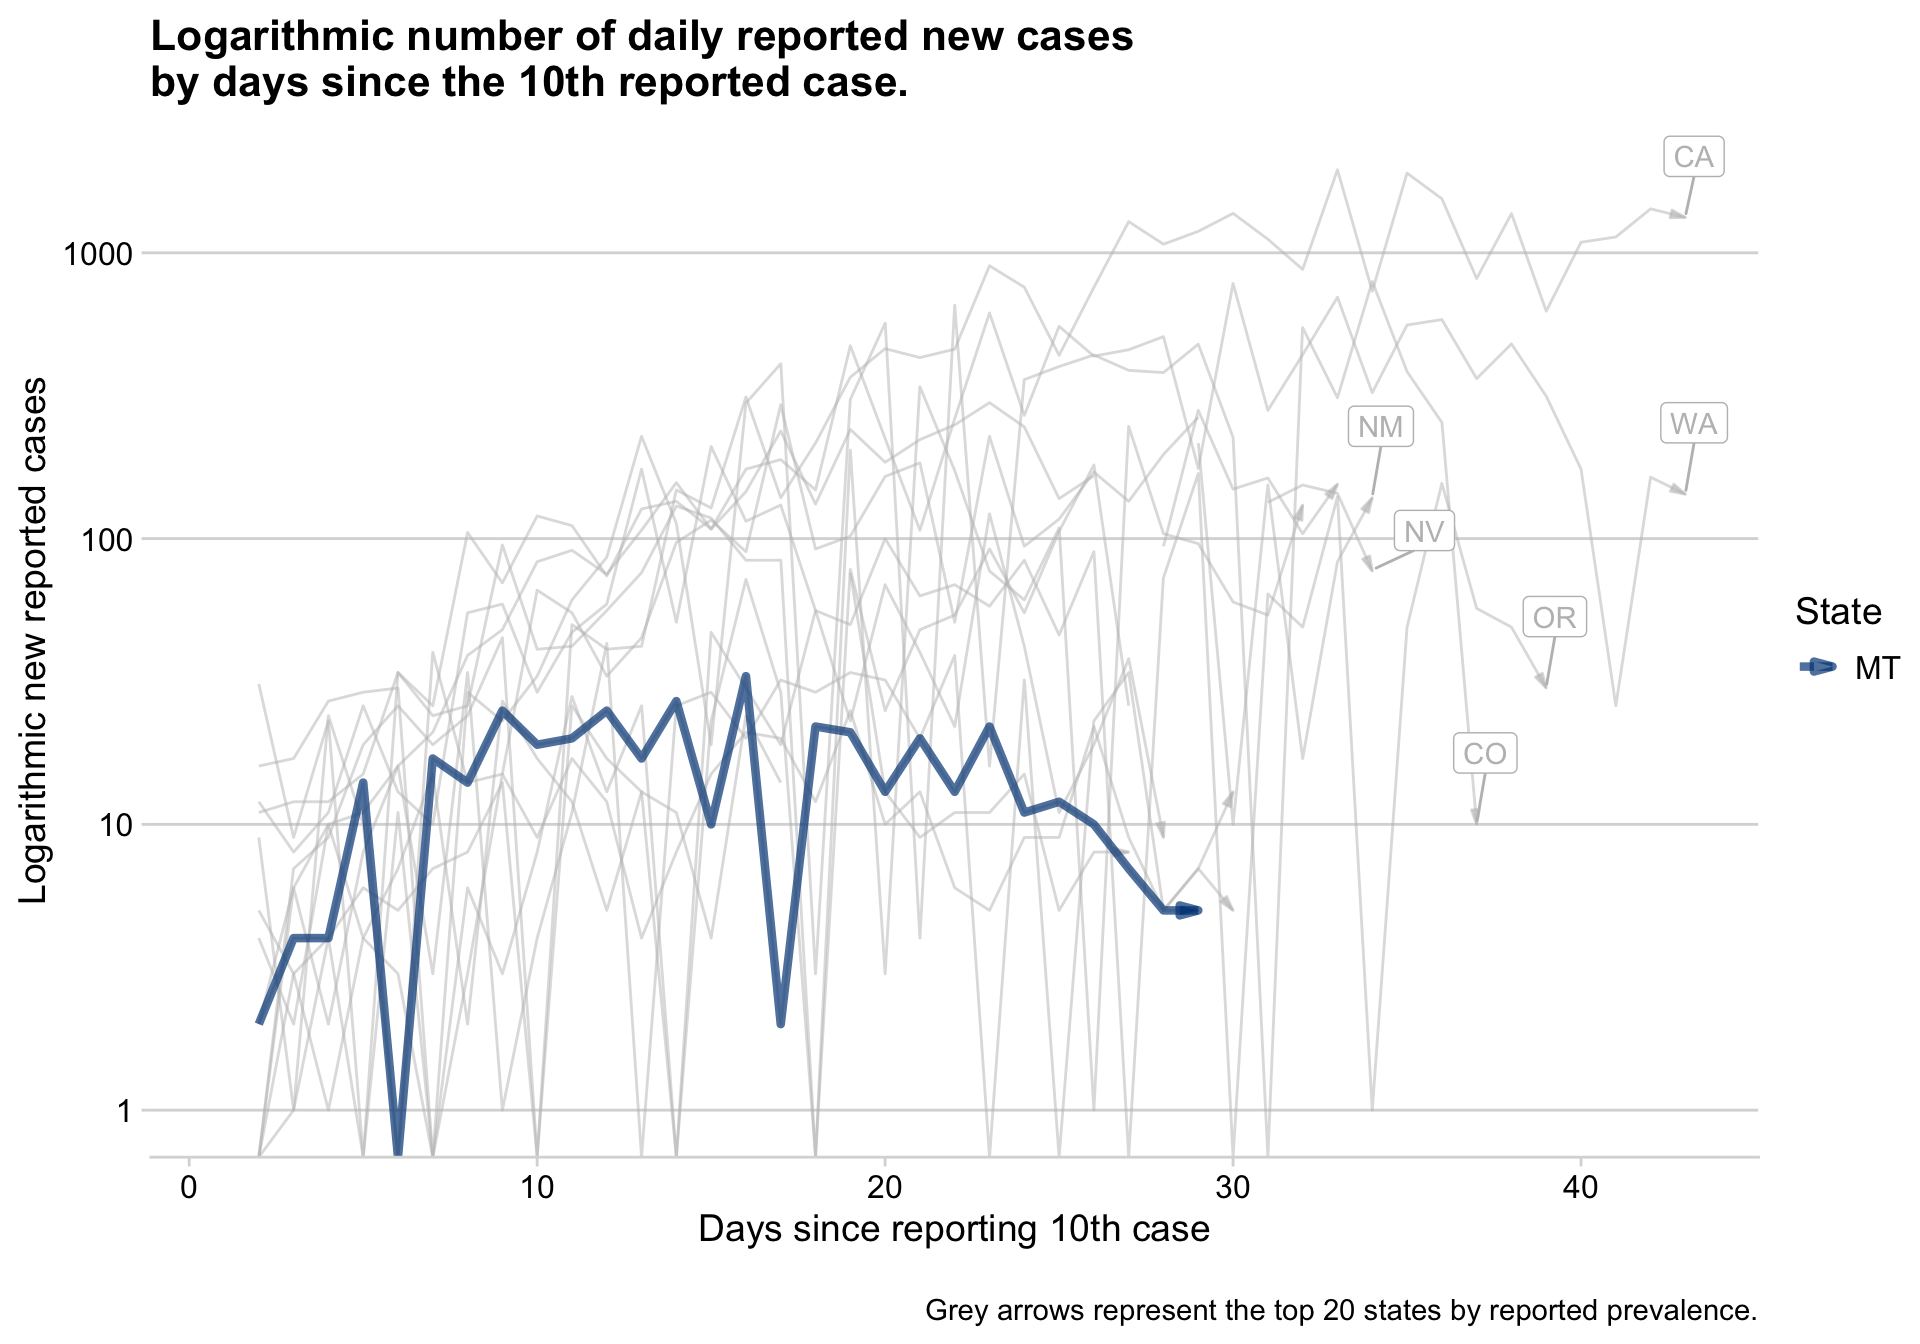 Logarithmic number of daily reported new cases
by days since the 10th reported case.
CA
1000
NM
WA
NV
100
OR
CO
10
1
Logarithmic new reported cases
State
MT
0 10 20 30 40
Days since reporting 10th case
Grey arrows represent the top 20 states by reported prevalence.